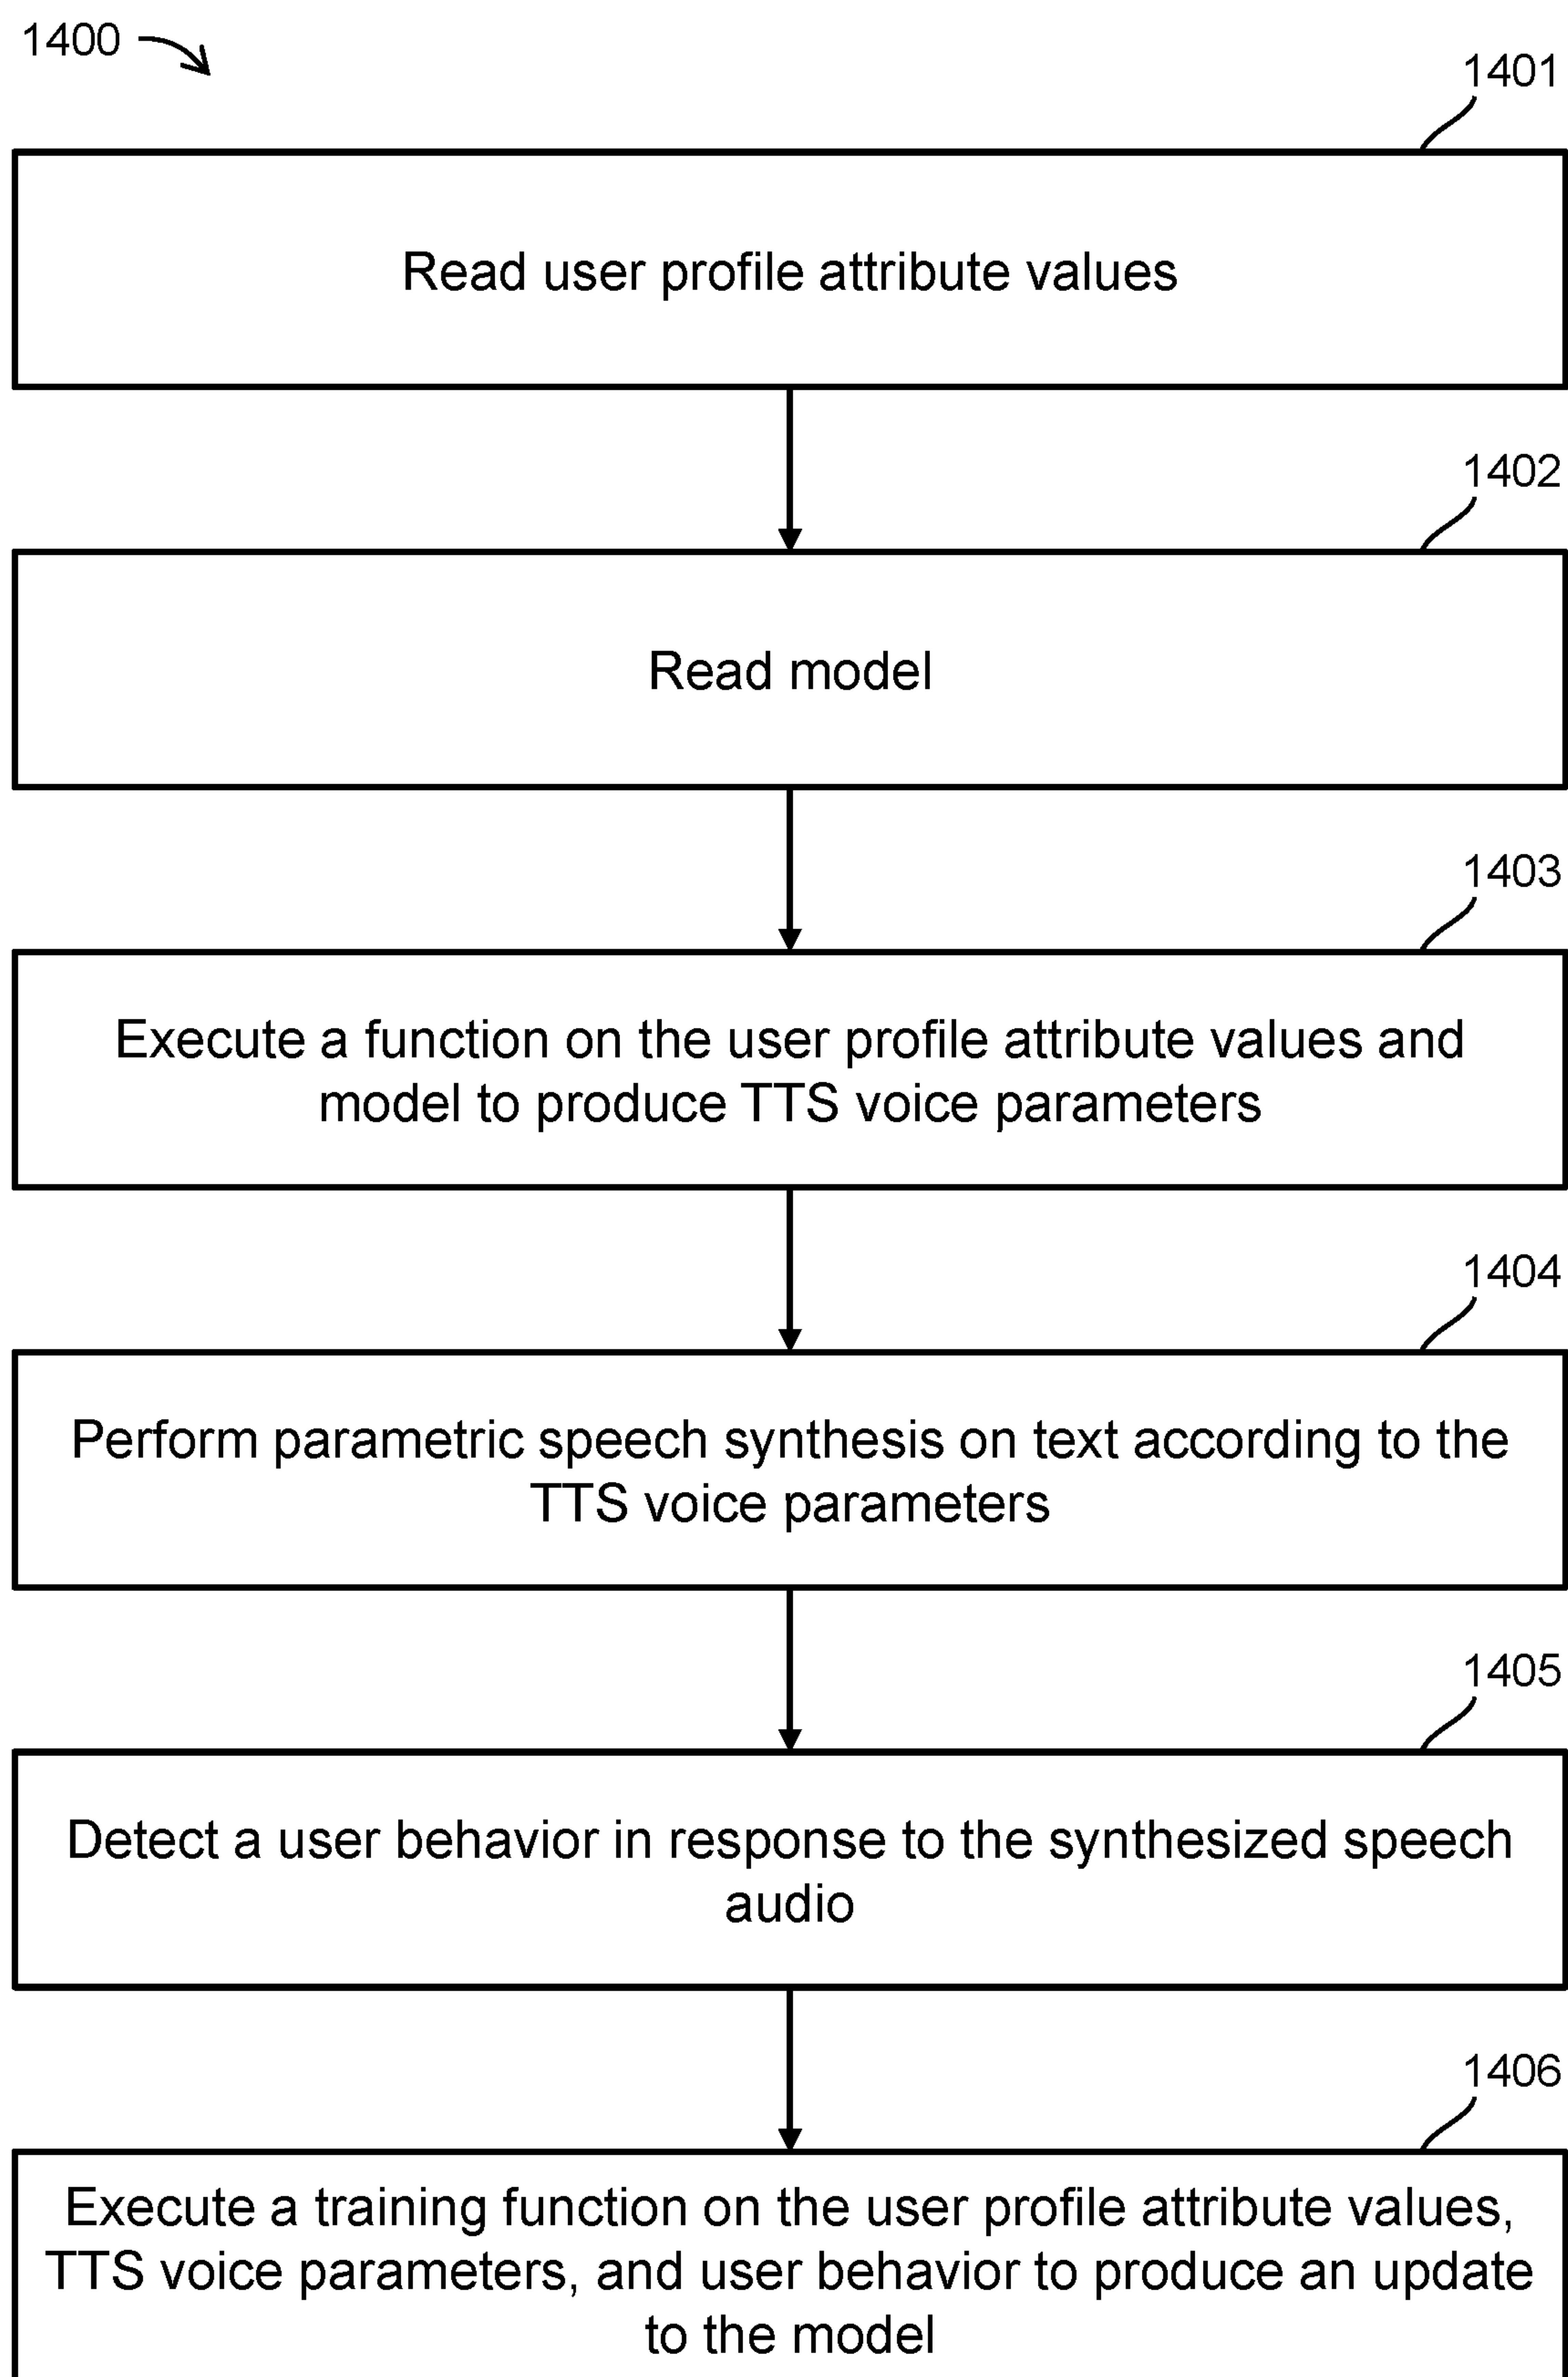 1400
1401
Read user profile attribute values
1402
Read model
1403
Execute a function on the user profile attribute values and
model to produce TTS voice parameters
1404
Perform parametric speech synthesis on text according to the
TTS voice parameters
1405
Detect a user behavior in response to the synthesized speech
audio
1406
Execute a training function on the user profile attribute values,
TTS voice parameters, and user behavior to produce an update
to the model